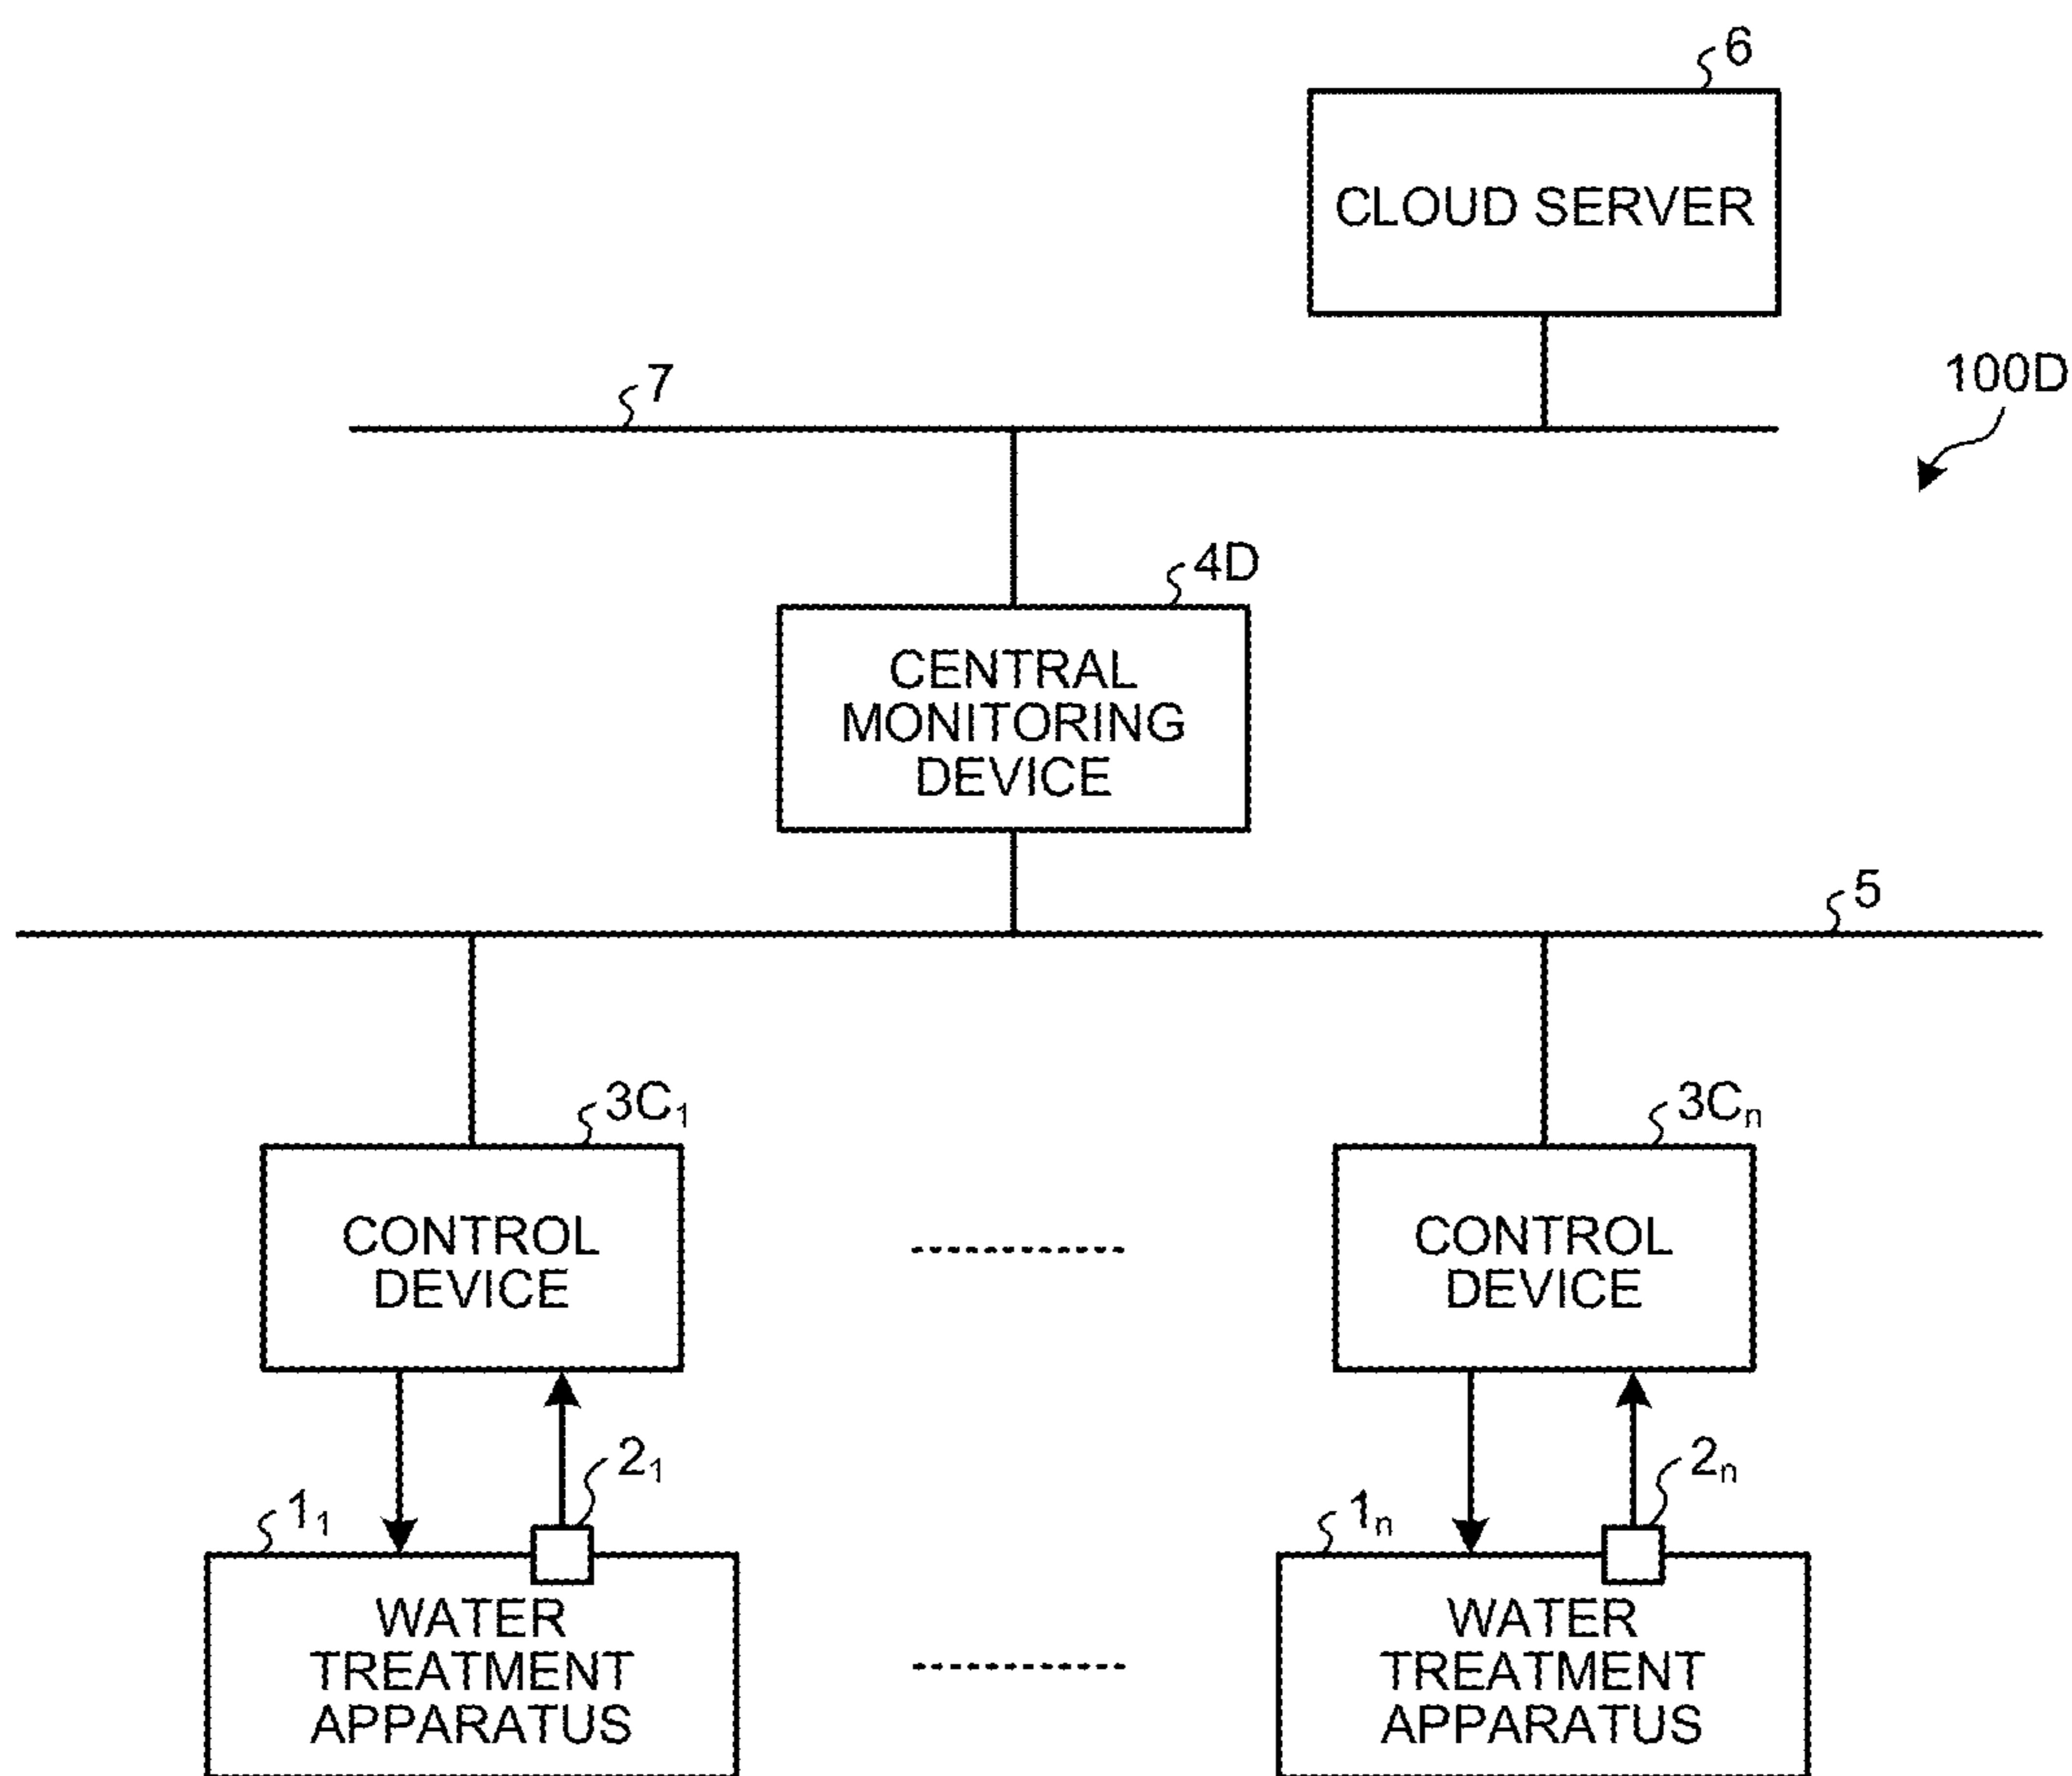 6
CLOUD SERVER
7
100D
4D
CENTRAL
MONITORING
DEVICE
5
3C₁
3Cₙ
CONTROL
DEVICE
CONTROL
DEVICE
2₁
2ₙ
1₁
1ₙ
WATER
TREATMENT
APPARATUS
WATER
TREATMENT
APPARATUS